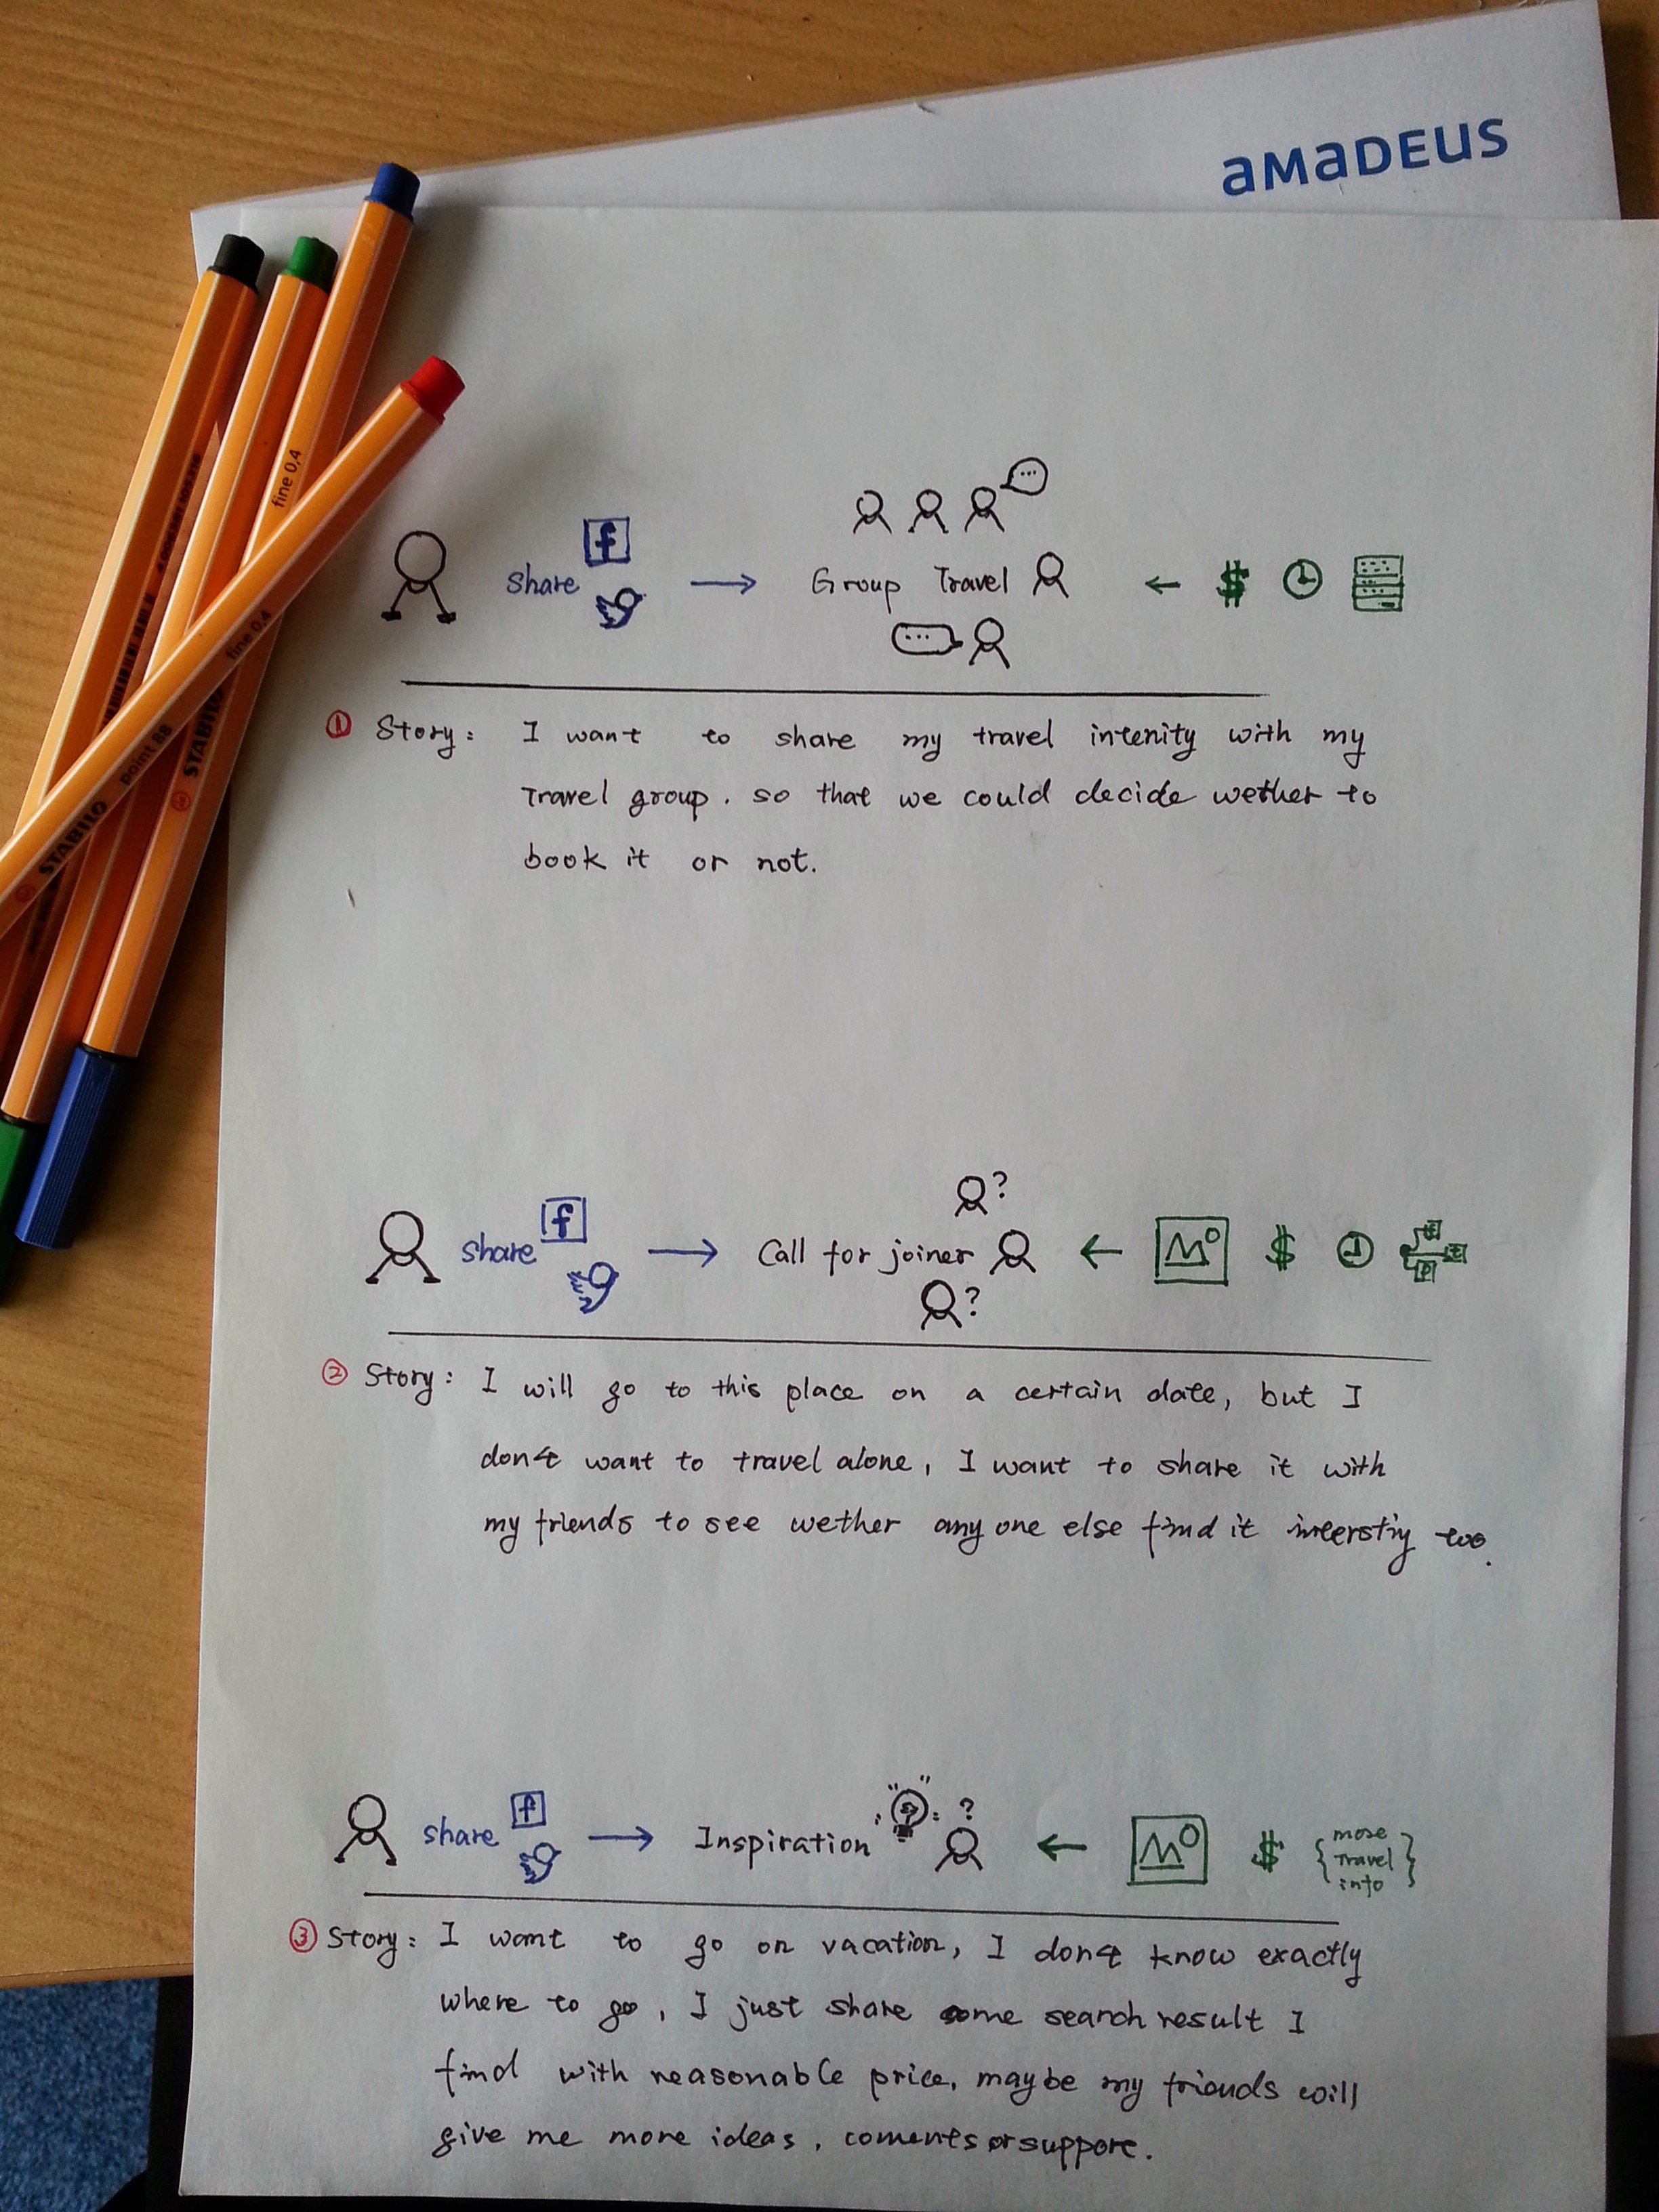 aMaDEUS
fine 0,4
fine 0.4
point 88
STABILO
STABILO
share f
Group Travel
$
① Story: I want to share my travel intenity with my
Travel group. so that we could decide wether to
book it or not.
share f
?
Call for joiner
$
?
② Story: I will go to this place on a certain date, but I
don't want to travel alone, I want to share it with
my friends to see wether any one else find it interstiy too.
share f
Inspiration
?
$
{more
Travel
info}
③ Story: I want to go on vacation, I don't know exactly
where to go, I just share some search result I
find with reasonable price, maybe my friends will
give me more ideas, coments or suppore.